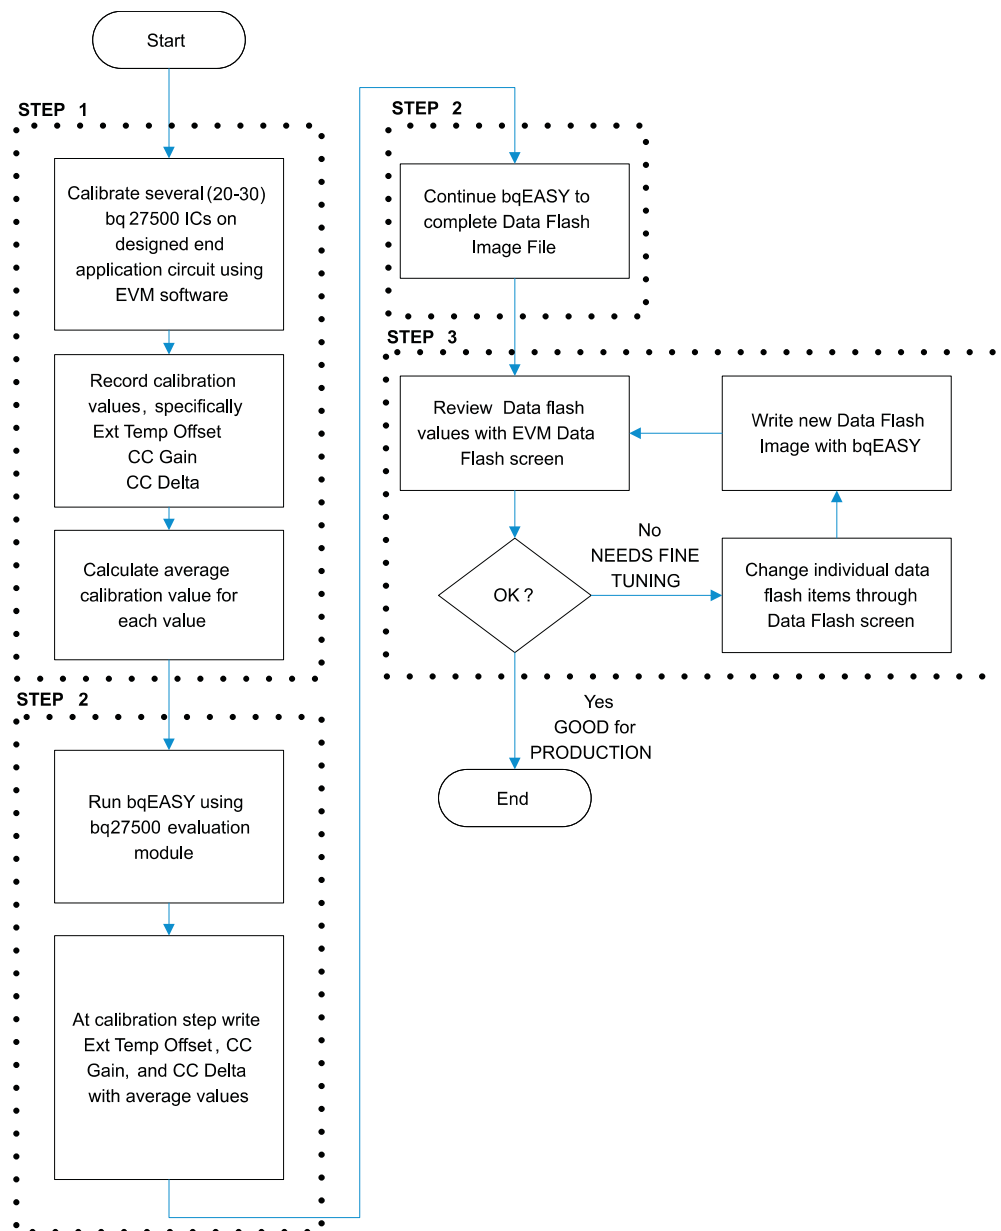 Start
STEP 1
Calibrate several (20-30)
bq 27500 ICs on
designed end
application circuit using
EVM software
Record calibration
values, specifically
Ext Temp Offset
CC Gain
CC Delta
Calculate average
calibration value for
each value
STEP 2
Run bqEASY using
bq27500 evaluation
module
At calibration step write
Ext Temp Offset, CC
Gain, and CC Delta
with average values
STEP 2
Continue bqEASY to
complete Data Flash
Image File
STEP 3
Review Data flash
values with EVM Data
Flash screen
OK ?
No
NEEDS FINE
TUNING
Change individual data
flash items through
Data Flash screen
Write new Data Flash
Image with bqEASY
Yes
GOOD for
PRODUCTION
End